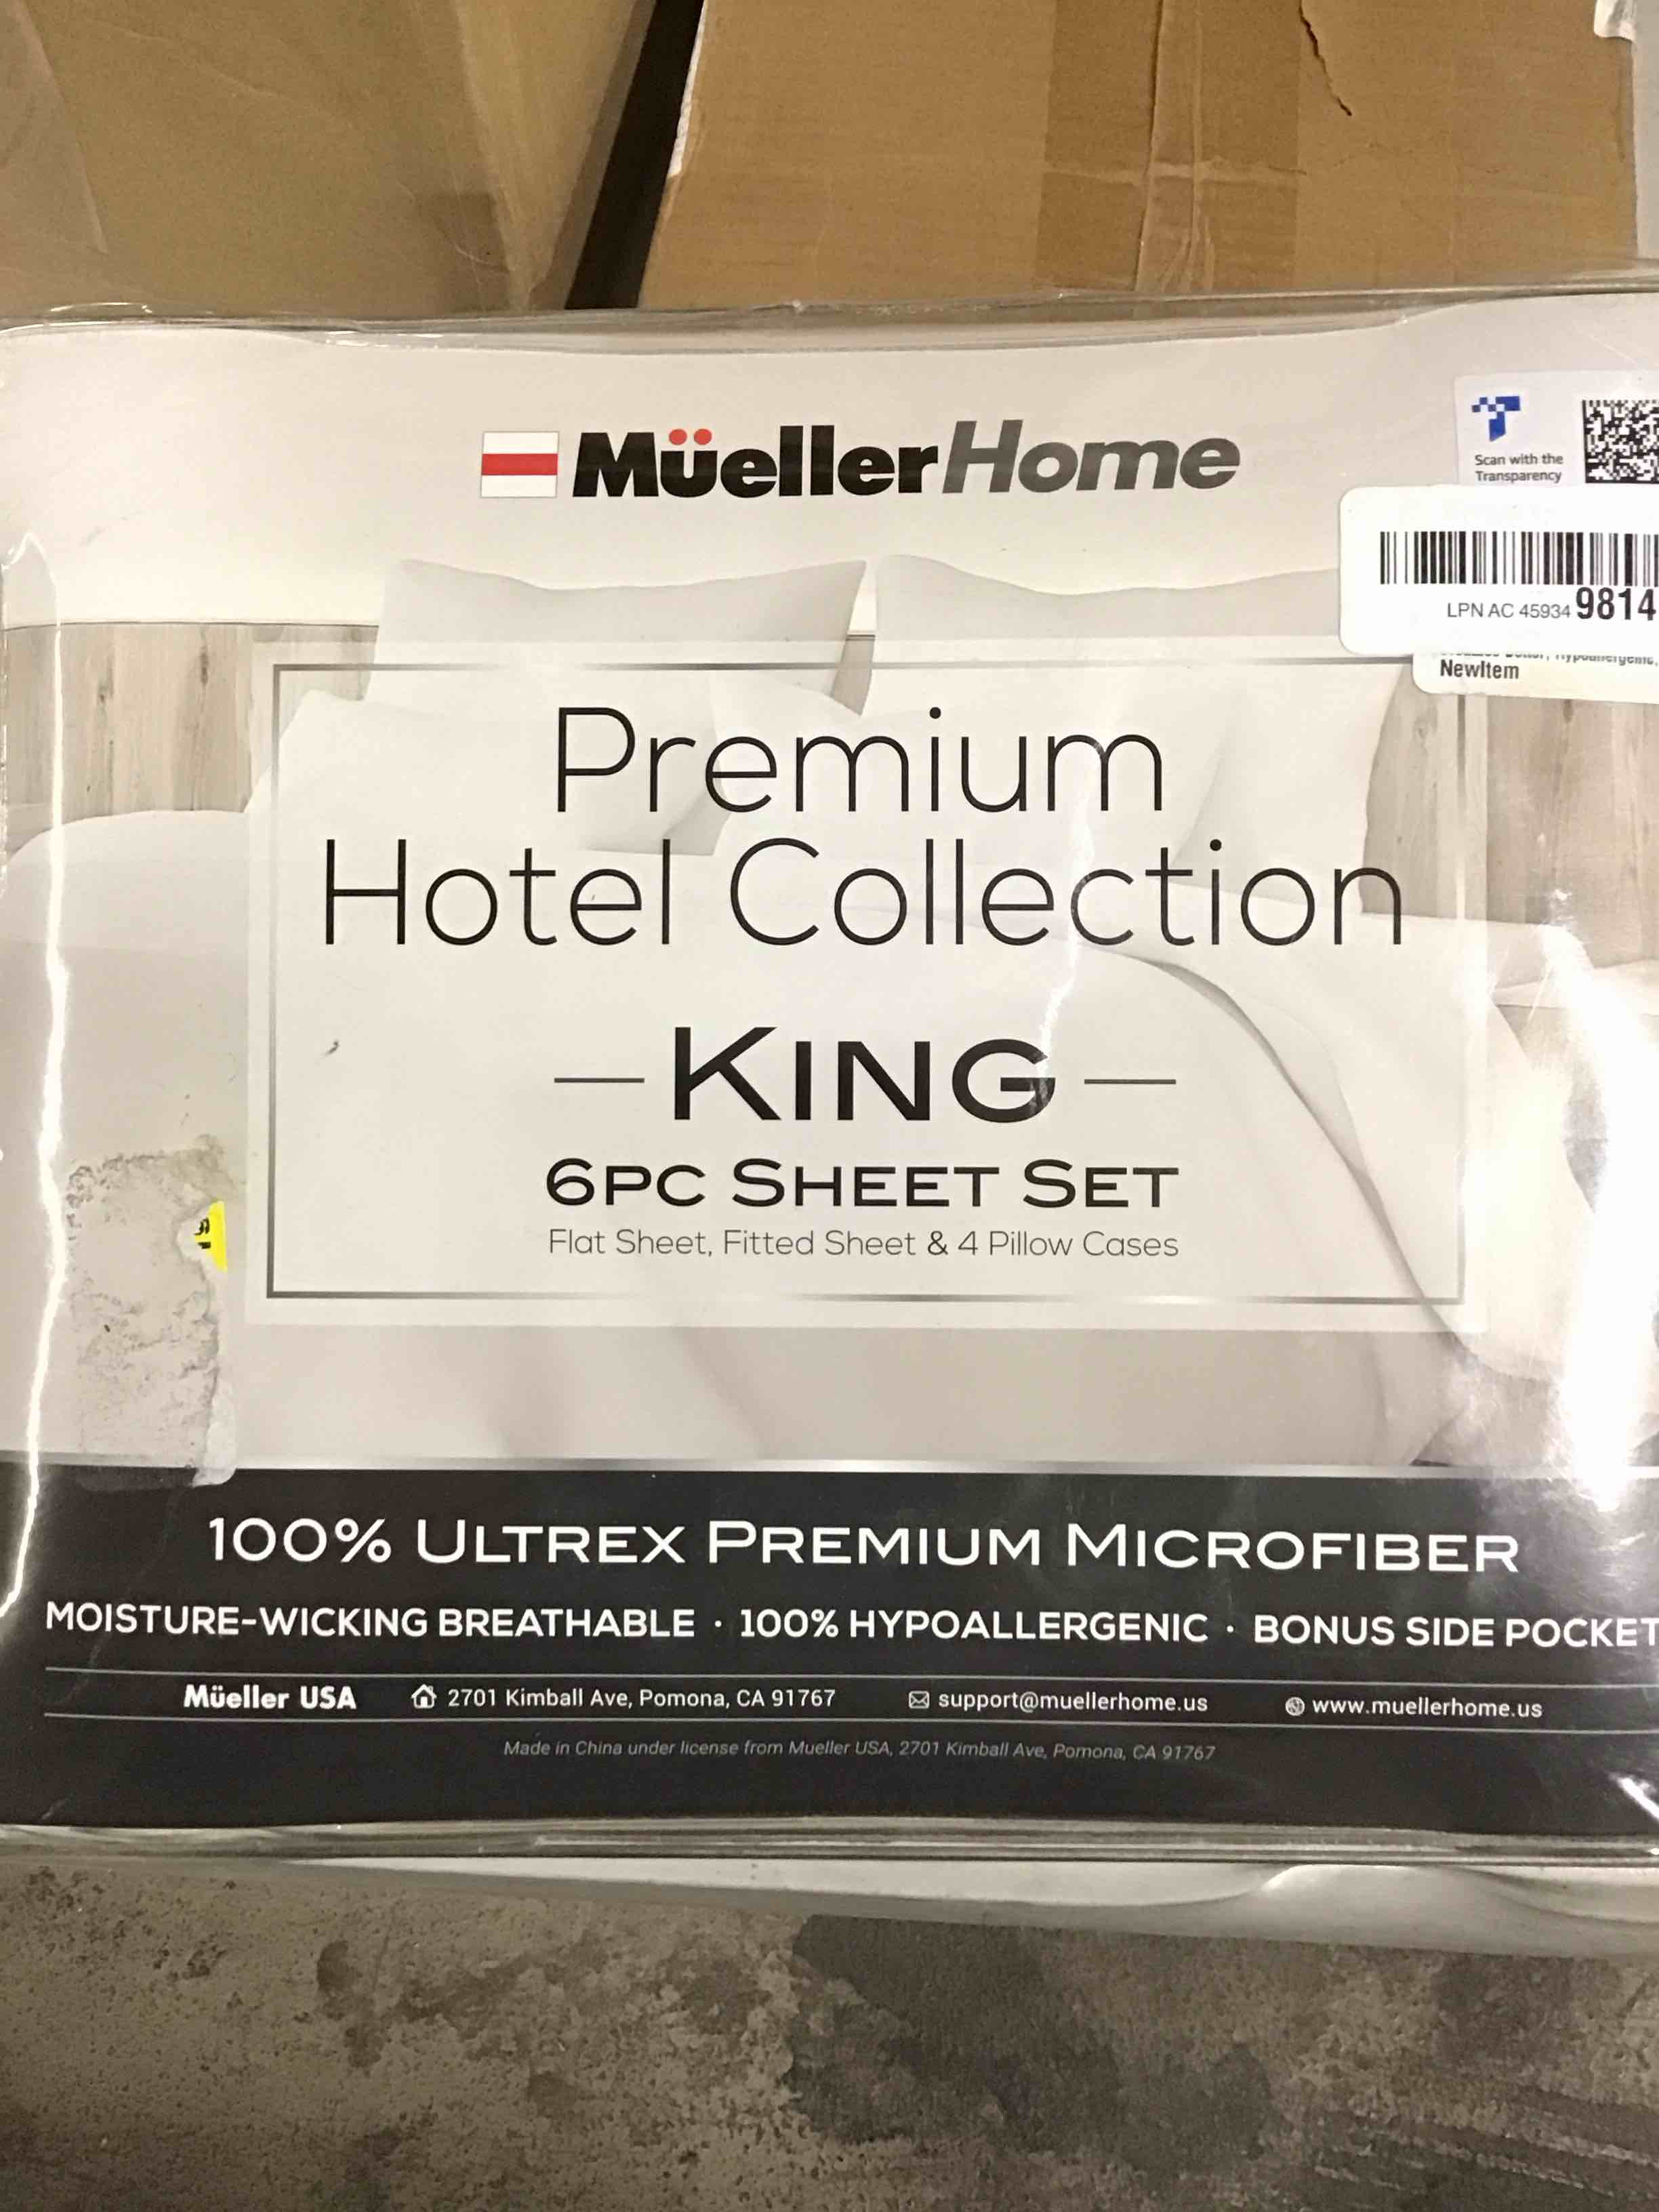 MüellerHome
Scan with the
Transparency
LPN AC 45934 9814
NewItem
Premium
Hotel Collection
KING
6PC SHEET SET
Flat Sheet, Fitted Sheet & 4 Pillow Cases
100% ULTREX PREMIUM MICROFIBER
MOISTURE-WICKING BREATHABLE · 100% HYPOALLERGENIC · BONUS SIDE POCKET
Müeller USA 2701 Kimball Ave, Pomona, CA 91767 support@muellerhome.us www.muellerhome.us
Made in China under license from Mueller USA, 2701 Kimball Ave, Pomona, CA 91767